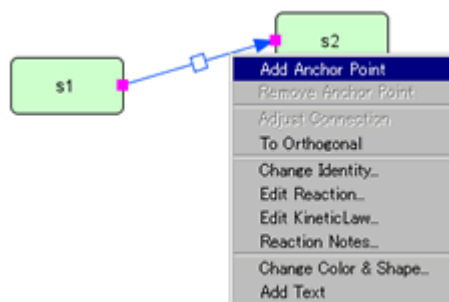 s2
s1
Add Anchor Point
Remove Anchor Point
Adjust Connection
To Orthogonal
Change Identity...
Edit Reaction...
Edit KineticLaw...
Reaction Notes...
Change Color & Shape...
Add Text